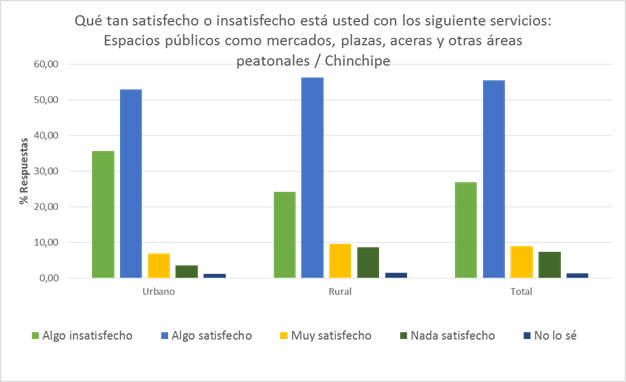 Qué tan satisfecho o insatisfecho está usted con los siguiente servicios:
Espacios públicos como mercados, plazas, aceras y otras áreas
peatonales / Chinchipe
60,00
50,00
40,00
30,00
20,00
10,00
0,00
% Respuestas
Urbano Rural Total
Algo insatisfecho Algo satisfecho Muy satisfecho Nada satisfecho No lo sé